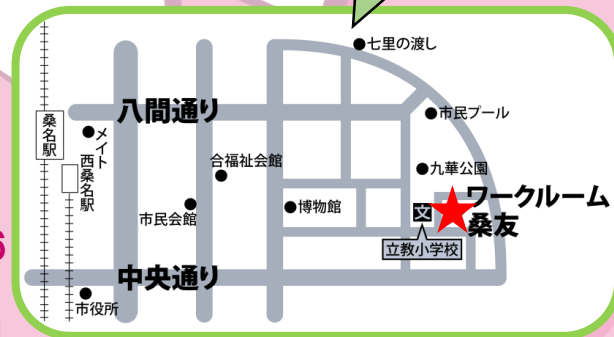 七里の渡し
八間通り
市民プール
桑名駅
メイト
西桑名駅
合福祉会館
九華公園
ワークルーム
桑友
市民会館
博物館
文
立教小学校
中央通り
市役所